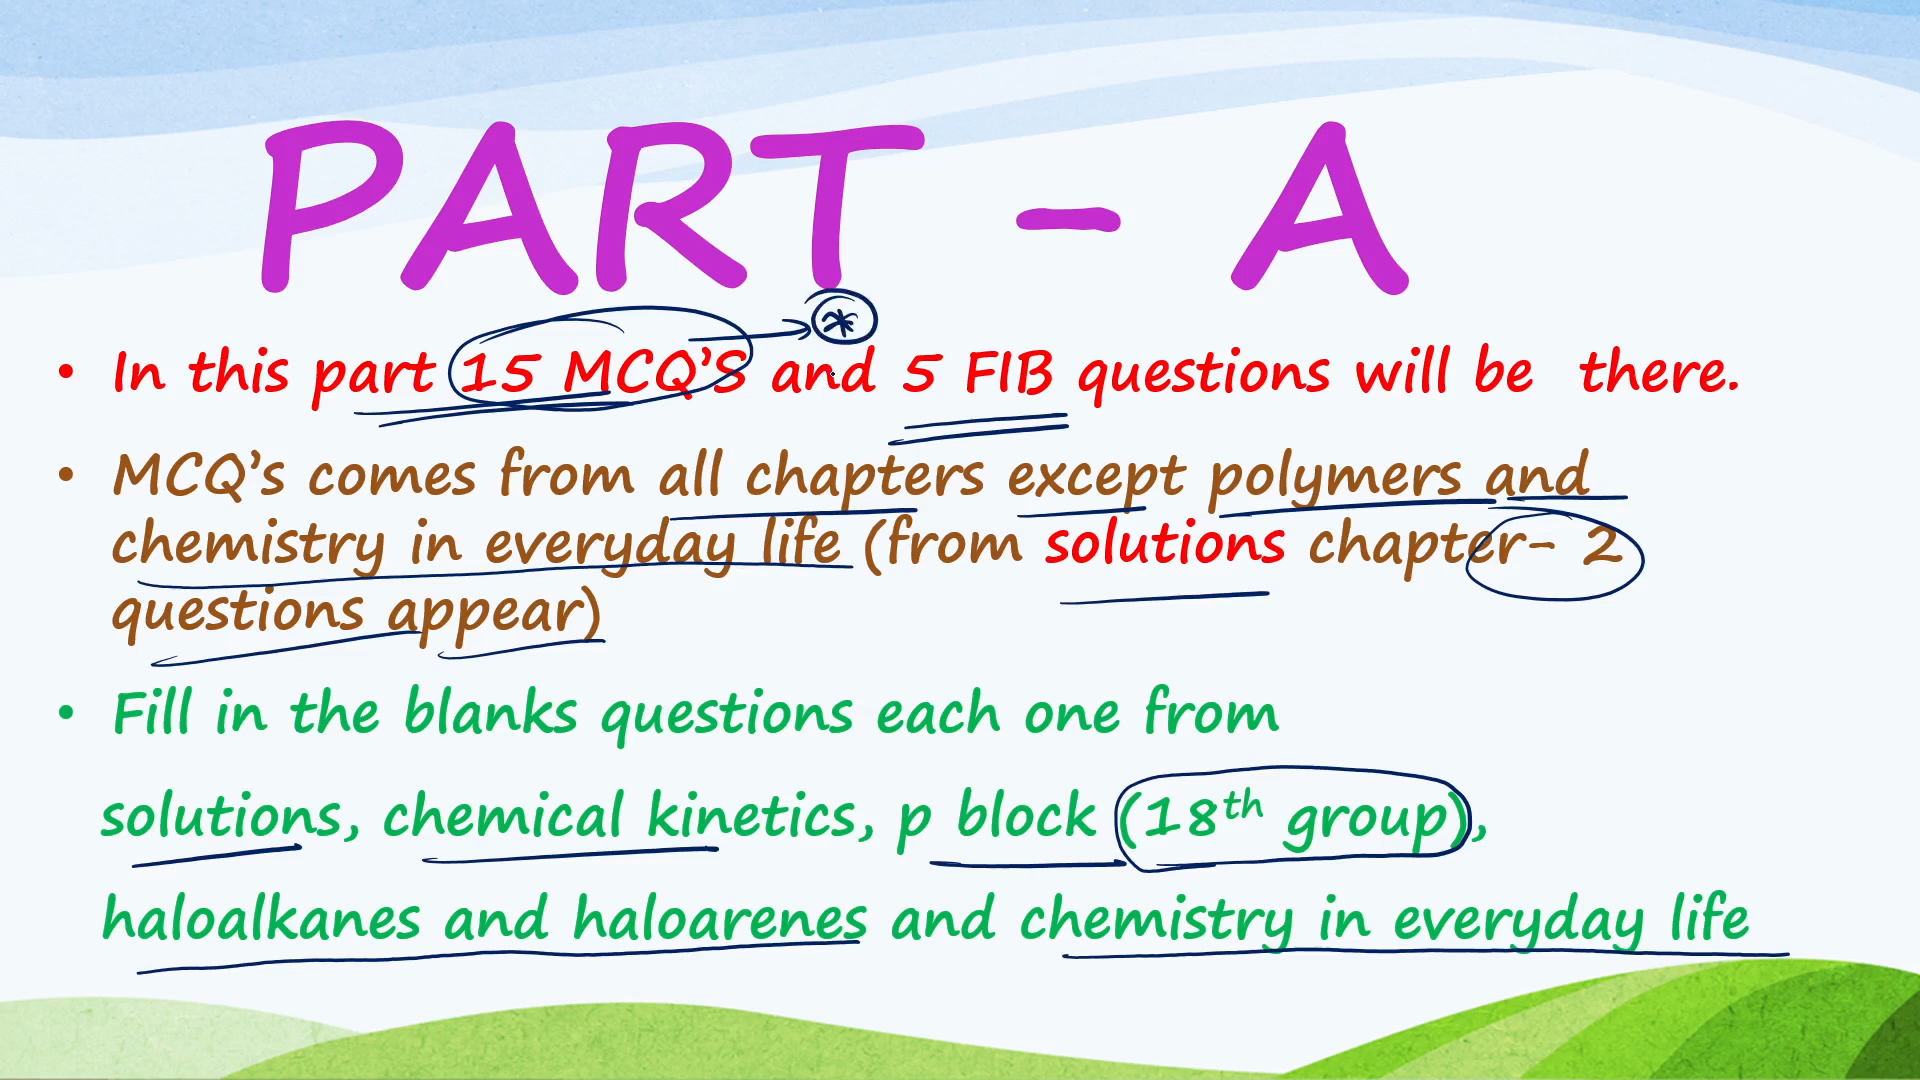 PART - A
• In this part 15 MCQ'S and 5 FIB questions will be there.
• MCQ's comes from all chapters except polymers and
chemistry in everyday life (from solutions chapter- 2
questions appear)
• Fill in the blanks questions each one from
solutions, chemical kinetics, p block (18th group),
haloalkanes and haloarenes and chemistry in everyday life